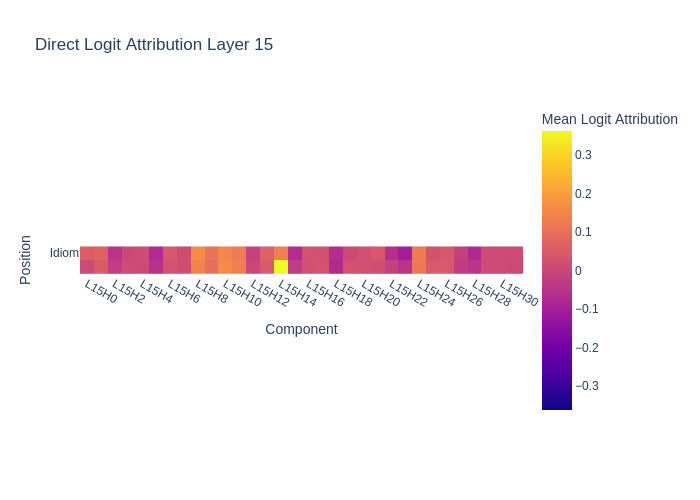 Direct Logit Attribution Layer 15
Mean Logit Attribution
0.3
0.2
0.1
0
−0.1
−0.2
−0.3
Position
Idiom
L15H0
L15H2
L15H4
L15H6
L15H8
L15H10
L15H12
L15H14
L15H16
L15H18
L15H20
L15H22
L15H24
L15H26
L15H28
L15H30
Component